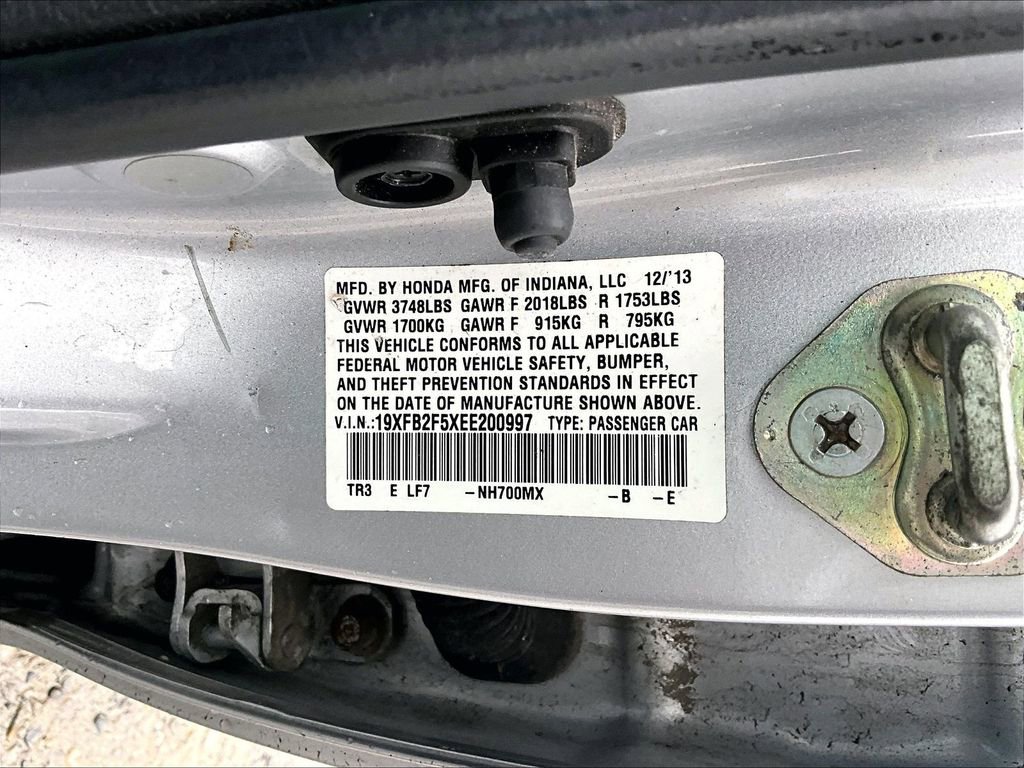 MFD. BY HONDA MFG. OF INDIANA, LLC 12/'13
GVWR 3748LBS GAWR F 2018LBS R 1753LBS
GVWR 1700KG GAWR F 915KG R 795KG
THIS VEHICLE CONFORMS TO ALL APPLICABLE
FEDERAL MOTOR VEHICLE SAFETY, BUMPER,
AND THEFT PREVENTION STANDARDS IN EFFECT
ON THE DATE OF MANUFACTURE SHOWN ABOVE.
V.I.N.:19XFB2F5XEE200997 TYPE: PASSENGER CAR
TR3 E LF7 -NH700MX -B -E